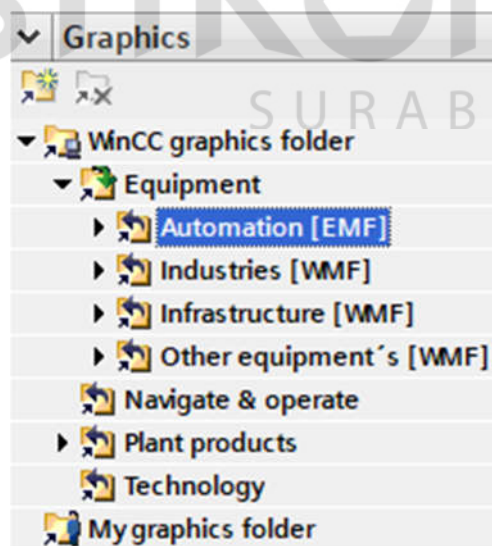 Graphics
SURAB
WinCC graphics folder
Equipment
Automation [EMF]
Industries [WMF]
Infrastructure [WMF]
Other equipment´s [WMF]
Navigate & operate
Plant products
Technology
My graphics folder